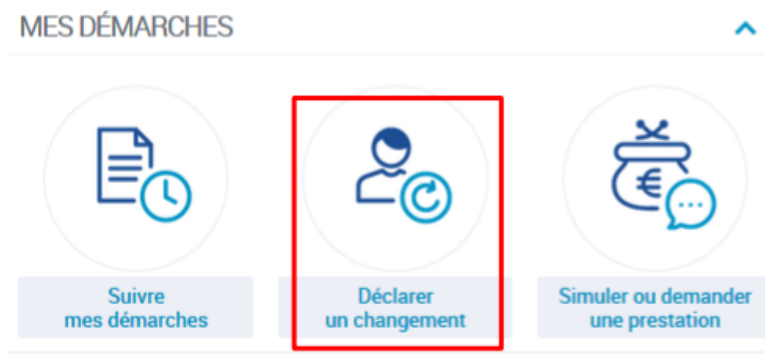 MES DÉMARCHES
€
Suivre
mes démarches
Déclarer
un changement
Simuler ou demander
une prestation